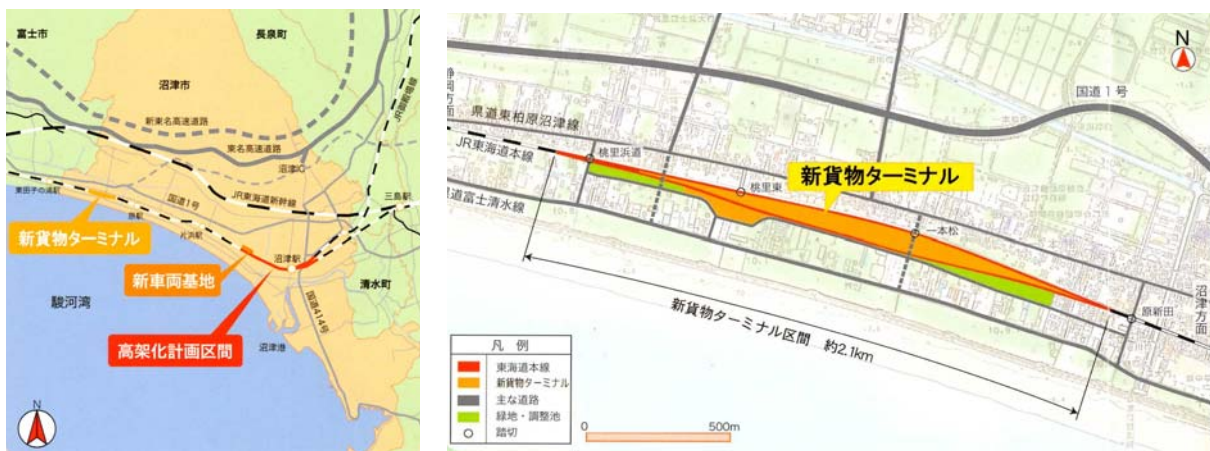 富士市
長泉町
沼津市
JR御殿場線
新東名高速道路
東名高速道路
沼津IC
東田子の浦駅
国道1号
JR東海道新幹線
三島駅
原駅
片浜駅
新貨物ターミナル
沼津駅
新車両基地
清水町
駿河湾
高架化計画区間
国道414号
沼津港
N
N
静岡方面
国道1号
県道東柏原沼津線
JR東海道本線
桃里浜道
新貨物ターミナル
桃里東
県道富士清水線
一本松
原新田
沼津方面
新貨物ターミナル区間 約2.1km
凡 例
東海道本線
新貨物ターミナル
主な道路
緑地・調整池
踏切
0
500m